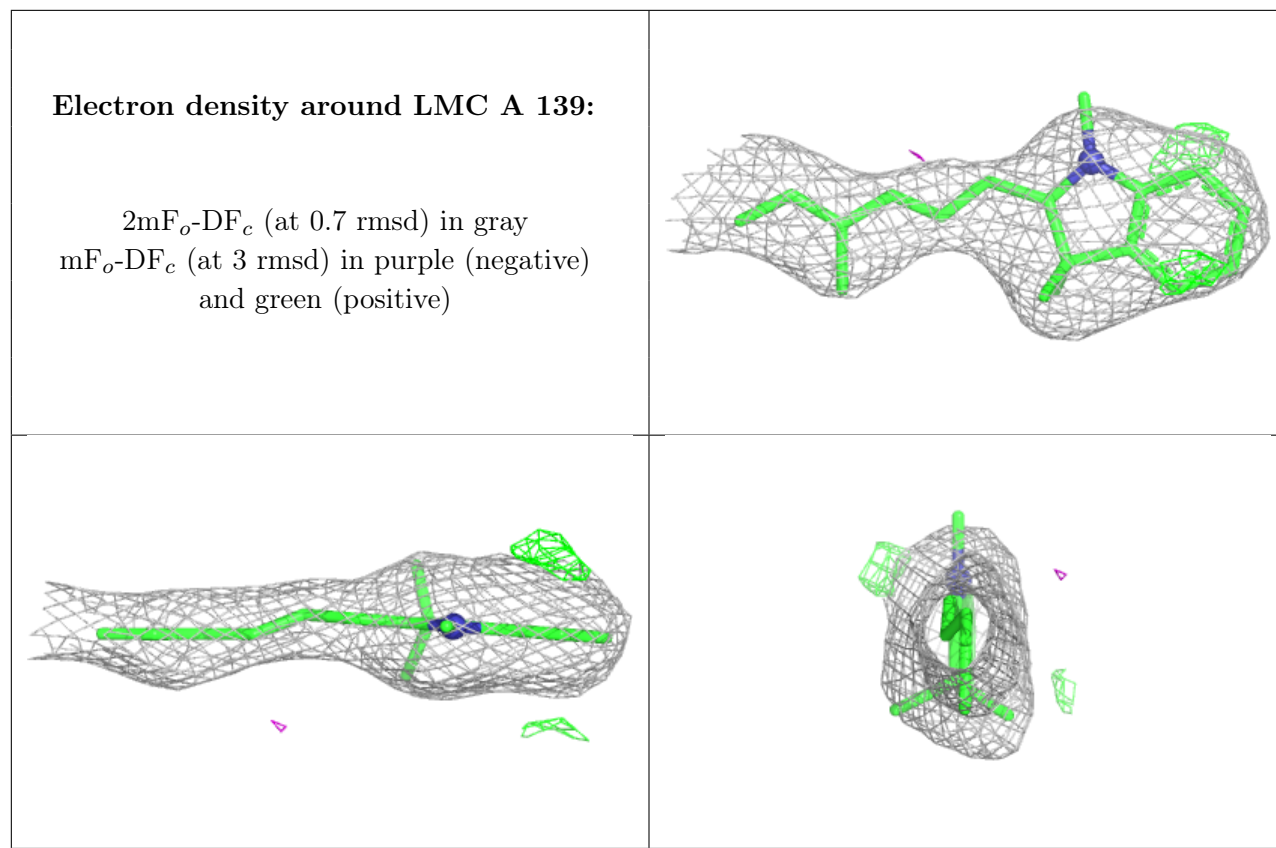 Electron density around LMC A 139:
2mFo-DFc (at 0.7 rmsd) in gray
mFo-DFc (at 3 rmsd) in purple (negative)
and green (positive)